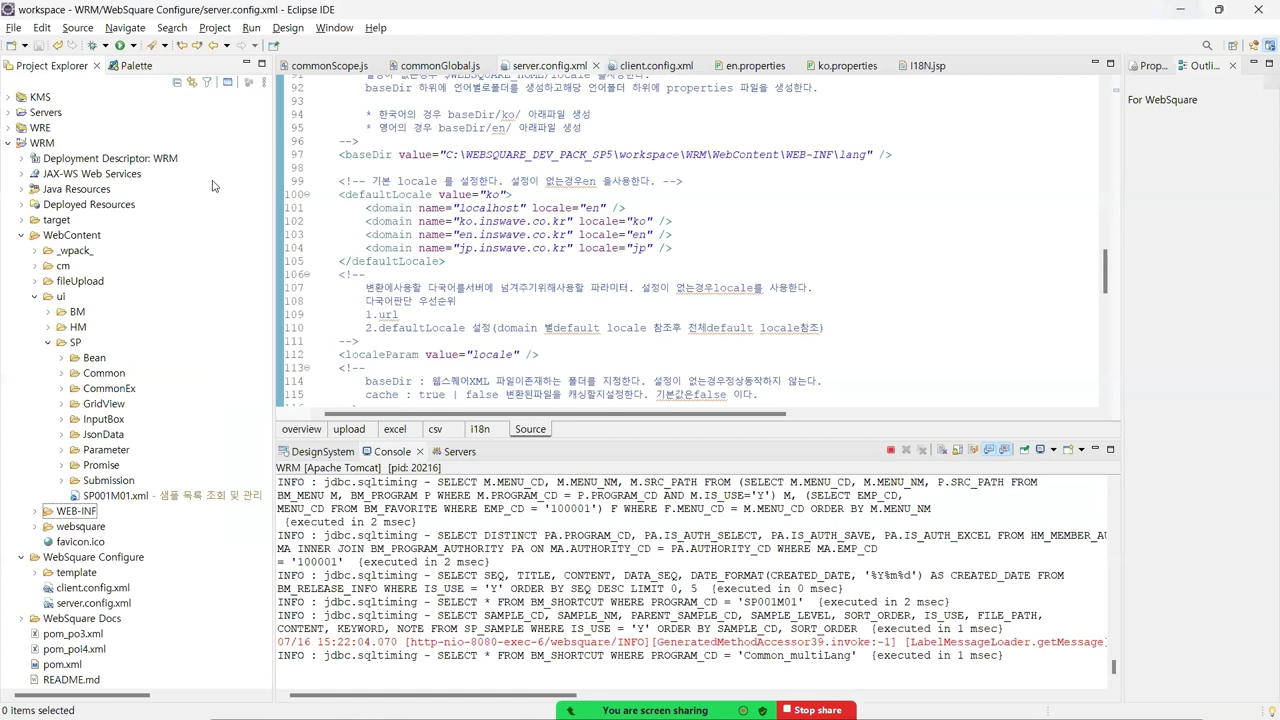 workspace - WRM/WebSquare Configure/server.config.xml - Eclipse IDE
File Edit Source Navigate Search Project Run Design Window Help
Project Explorer
Palette
commonScope.js
commonGlobal.js
server.config.xml
client.config.xml
en.properties
ko.properties
I18N.jsp
Prop...
Outli...
For WebSquare
KMS
Servers
WRE
WRM
Deployment Descriptor: WRM
JAX-WS Web Services
Java Resources
Deployed Resources
target
WebContent
_wpack_
cm
fileUpload
ui
BM
HM
SP
Bean
Common
CommonEx
GridView
InputBox
JsonData
Parameter
Promise
Submission
SP001M01.xml - 샘플 목록 조회 및 관리
WEB-INF
websquare
favicon.ico
WebSquare Configure
template
client.config.xml
server.config.xml
WebSquare Docs
pom_po3.xml
pom_poi4.xml
pom.xml
README.md
92 baseDir 하위에 언어별로폴더를 생성하고해당 언어폴더 하위에 properties 파일을 생성한다.
93
94 * 한국어의 경우 baseDir/ko/ 아래파일 생성
95 * 영어의 경우 baseDir/en/ 아래파일 생성
96 -->
97 <baseDir value="C:\WEBSQUARE_DEV_PACK_SP5\workspace\WRM\WebContent\WEB-INF\lang" />
98
99 <!-- 기본 locale 를 설정한다. 설정이 없는경우en 을사용한다. -->
100 <defaultLocale value="ko">
101 <domain name="localhost" locale="en" />
102 <domain name="ko.inswave.co.kr" locale="ko" />
103 <domain name="en.inswave.co.kr" locale="en" />
104 <domain name="jp.inswave.co.kr" locale="jp" />
105 </defaultLocale>
106 <!--
107 변환에사용할 다국어를서버에 넘겨주기위해사용할 파라미터. 설정이 없는경우locale를 사용한다.
108 다국어판단 우선순위
109 1.url
110 2.defaultLocale 설정(domain 별default locale 참조후 전체default locale참조)
111 -->
112 <localeParam value="locale" />
113 <!--
114 baseDir : 웹스퀘어XML 파일이존재하는 폴더를 지정한다. 설정이 없는경우정상동작하지 않는다.
115 cache : true | false 변환된파일을 캐싱할지설정한다. 기본값은false 이다.
overview upload excel csv i18n Source
DesignSystem
Console
Servers
WRM [Apache Tomcat] [pid: 20216]
INFO : jdbc.sqltiming - SELECT M.MENU_CD, M.MENU_NM, M.SRC_PATH FROM (SELECT M.MENU_CD, M.MENU_NM, P.SRC_PATH FROM
BM_MENU M, BM_PROGRAM P WHERE M.PROGRAM_CD = P.PROGRAM_CD AND M.IS_USE='Y') M, (SELECT EMP_CD,
MENU_CD FROM BM_FAVORITE WHERE EMP_CD = '100001') F WHERE F.MENU_CD = M.MENU_CD ORDER BY M.MENU_NM
{executed in 2 msec}
INFO : jdbc.sqltiming - SELECT DISTINCT PA.PROGRAM_CD, PA.IS_AUTH_SELECT, PA.IS_AUTH_SAVE, PA.IS_AUTH_EXCEL FROM HM_MEMBER_AU
MA INNER JOIN BM_PROGRAM_AUTHORITY PA ON MA.AUTHORITY_CD = PA.AUTHORITY_CD WHERE MA.EMP_CD
= '100001' {executed in 2 msec}
INFO : jdbc.sqltiming - SELECT SEQ, TITLE, CONTENT, DATA_SEQ, DATE_FORMAT(CREATED_DATE, '%Y%m%d') AS CREATED_DATE FROM
BM_RELEASE_INFO WHERE IS_USE = 'Y' ORDER BY SEQ DESC LIMIT 0, 5 {executed in 0 msec}
INFO : jdbc.sqltiming - SELECT * FROM BM_SHORTCUT WHERE PROGRAM_CD = 'SP001M01' {executed in 2 msec}
INFO : jdbc.sqltiming - SELECT SAMPLE_CD, SAMPLE_NM, PARENT_SAMPLE_CD, SAMPLE_LEVEL, SORT_ORDER, IS_USE, FILE_PATH,
CONTENT, KEYWORD, NOTE FROM SP_SAMPLE WHERE IS_USE = 'Y' ORDER BY SAMPLE_CD, SORT_ORDER {executed in 1 msec}
07/16 15:22:04.070 [http-nio-8080-exec-6/websquare/INFO][GeneratedMethodAccessor39.invoke:-1] [LabelMessageLoader.getMessage]
INFO : jdbc.sqltiming - SELECT * FROM BM_SHORTCUT WHERE PROGRAM_CD = 'Common_multiLang' {executed in 1 msec}
0 items selected
You are screen sharing
Stop share